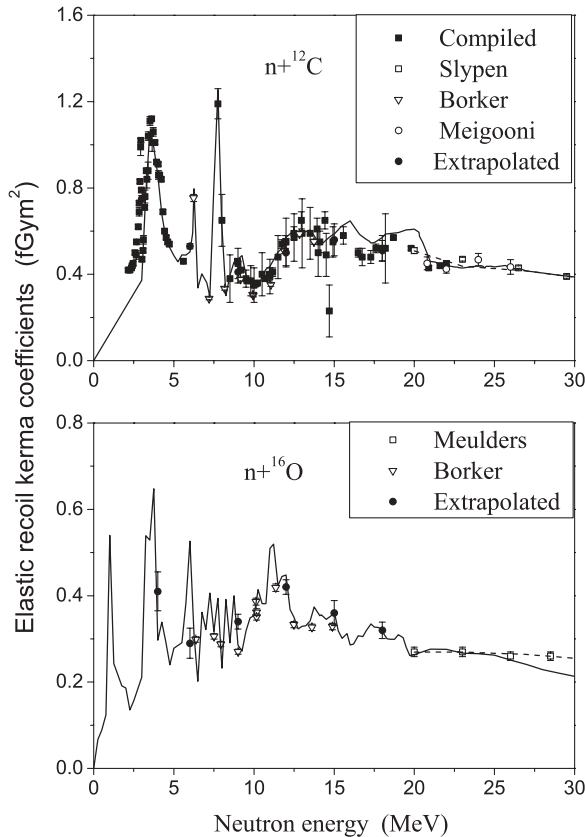 Elastic recoil kerma coefficients (fGym²)
1.6
1.2
0.8
0.4
0.0
n+¹²C
Compiled
Slypen
Borker
Meigooni
Extrapolated
0 5 10 15 20 25 30
0.8
0.6
0.4
0.2
0.0
n+¹⁶O
Meulders
Borker
Extrapolated
0 5 10 15 20 25 30
Neutron energy (MeV)